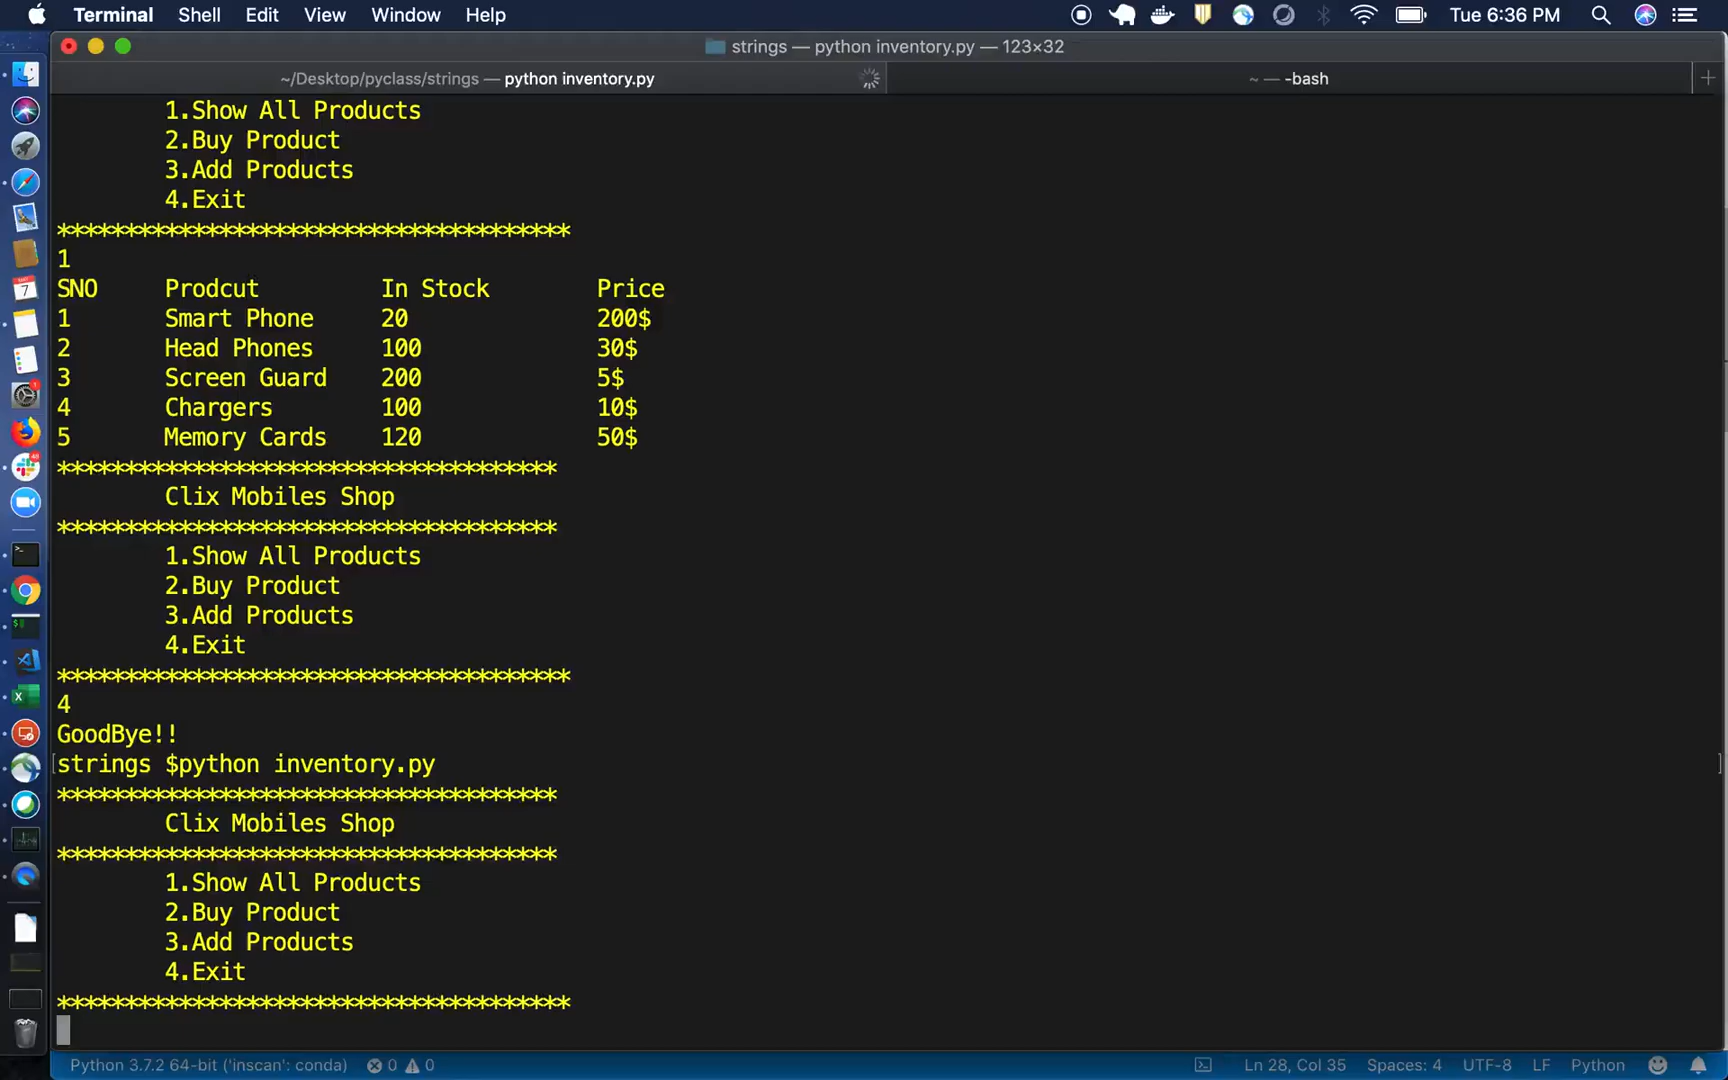 Terminal Shell Edit View Window Help Tue 6:36 PM
strings — python inventory.py — 123×32
~/Desktop/pyclass/strings — python inventory.py ~ — -bash
1.Show All Products
2.Buy Product
3.Add Products
4.Exit
**************************************
1
SNO Prodcut In Stock Price
1 Smart Phone 20 200$
2 Head Phones 100 30$
3 Screen Guard 200 5$
4 Chargers 100 10$
5 Memory Cards 120 50$
*************************************
Clix Mobiles Shop
*************************************
1.Show All Products
2.Buy Product
3.Add Products
4.Exit
**************************************
4
GoodBye!!
[strings $python inventory.py ]
*************************************
Clix Mobiles Shop
*************************************
1.Show All Products
2.Buy Product
3.Add Products
4.Exit
**************************************
Python 3.7.2 64-bit ('inscan': conda) 0 0 Ln 28, Col 35 Spaces: 4 UTF-8 LF Python